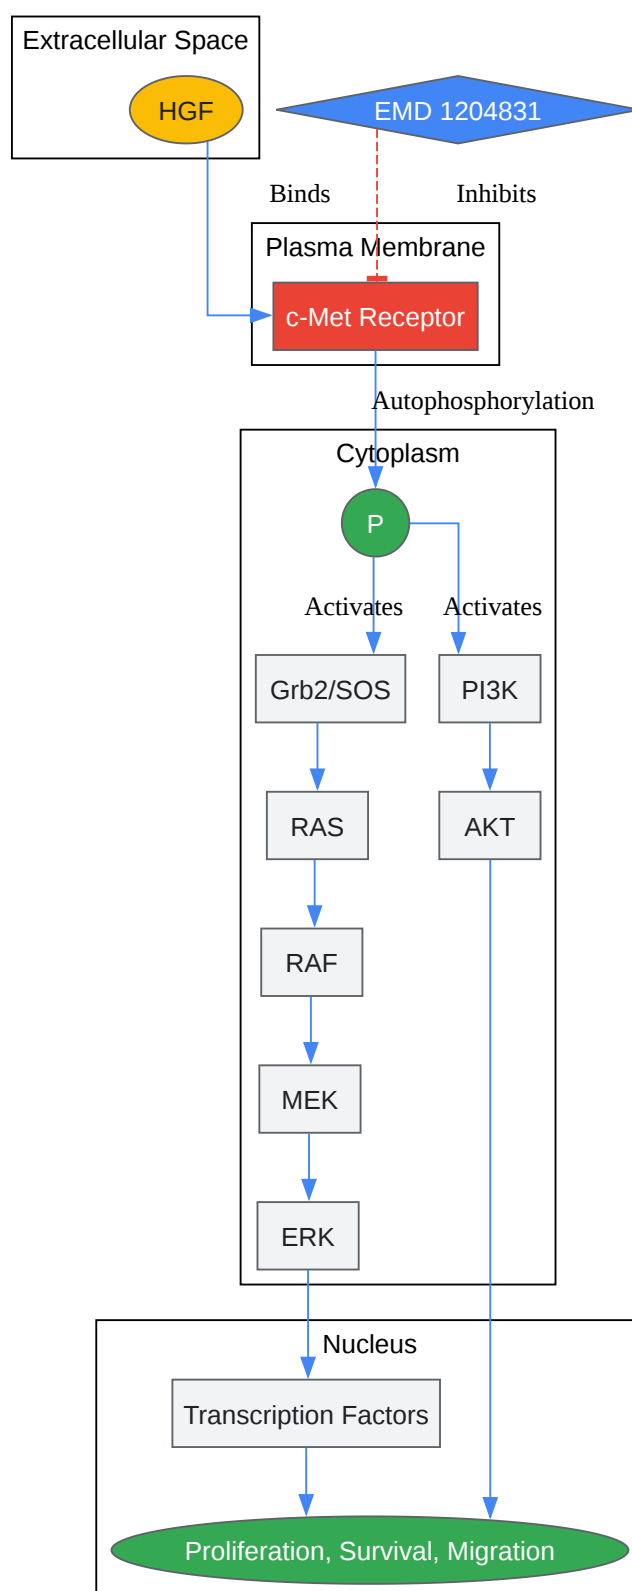 Extracellular Space
HGF
EMD 1204831
Binds
Inhibits
Plasma Membrane
c-Met Receptor
Autophosphorylation
Cytoplasm
P
Activates
Activates
Grb2/SOS
PI3K
RAS
AKT
RAF
MEK
ERK
Nucleus
Transcription Factors
Proliferation, Survival, Migration